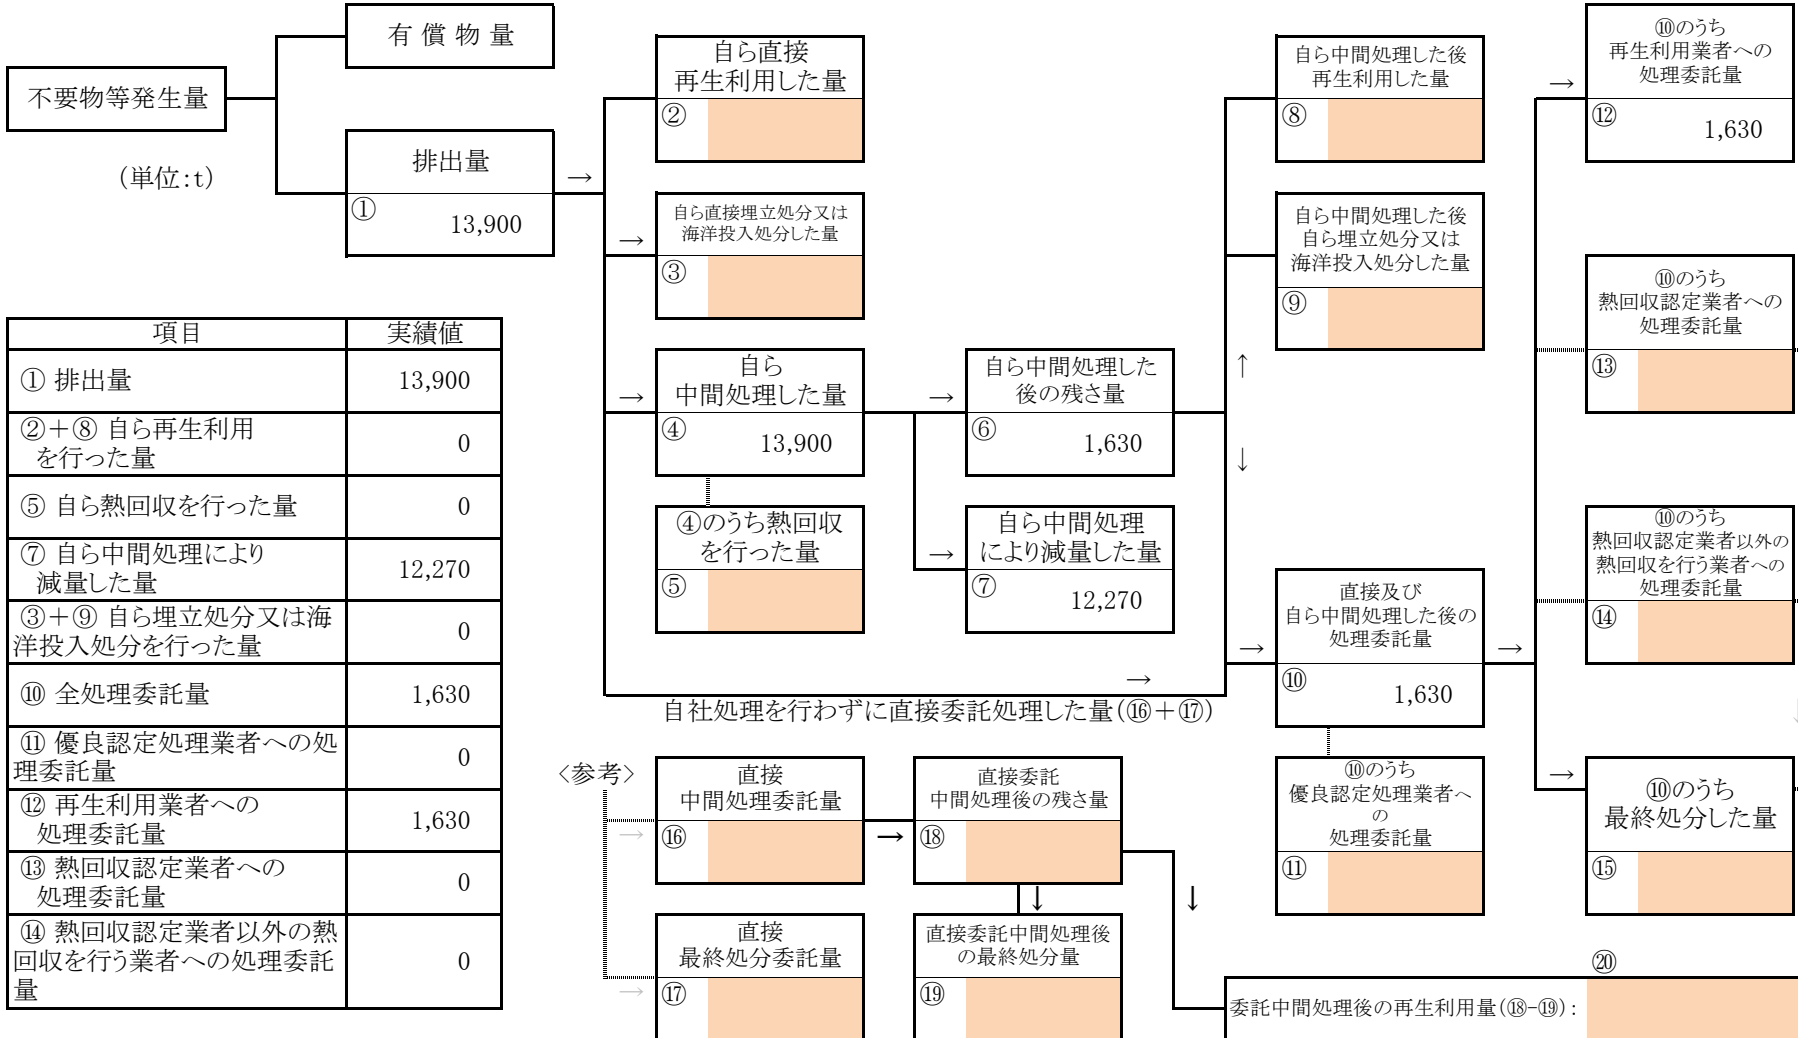 有 償 物 量
不要物等発生量
(単位:t)
排出量
①
13,900
→
自ら直接
再生利用した量
②
→
自ら直接埋立処分又は
海洋投入処分した量
③
→
自ら
中間処理した量
④
13,900
④のうち熱回収
を行った量
⑤
→
自ら中間処理した
後の残さ量
⑥
1,630
→
自ら中間処理
により減量した量
⑦
12,270
自ら中間処理した後
再生利用した量
⑧
自ら中間処理した後
自ら埋立処分又は
海洋投入処分した量
⑨
↑
↓
→
自社処理を行わずに直接委託処理した量(⑯+⑰)
→
直接及び
自ら中間処理した後の
処理委託量
⑩
1,630
→
⑩のうち
優良認定処理業者へ
の
処理委託量
⑪
→
⑩のうち
再生利用業者への
処理委託量
⑫
1,630
⑩のうち
熱回収認定業者への
処理委託量
⑬
⑩のうち
熱回収認定業者以外の
熱回収を行う業者への
処理委託量
⑭
→
⑩のうち
最終処分した量
⑮
項目 実績値
① 排出量 13,900
②+⑧ 自ら再生利用
を行った量 0
⑤ 自ら熱回収を行った量 0
⑦ 自ら中間処理により
減量した量 12,270
③+⑨ 自ら埋立処分又は海
洋投入処分を行った量 0
⑩ 全処理委託量 1,630
⑪ 優良認定処理業者への処
理委託量 0
⑫ 再生利用業者への
処理委託量 1,630
⑬ 熱回収認定業者への
処理委託量 0
⑭ 熱回収認定業者以外の熱
回収を行う業者への処理委託
量 0
<参考>
→
直接
中間処理委託量
⑯
→
直接委託
中間処理後の残さ量
⑱
↓
↓
→
直接
最終処分委託量
⑰
直接委託中間処理後
の最終処分量
⑲
⑳
委託中間処理後の再生利用量(⑱-⑲):